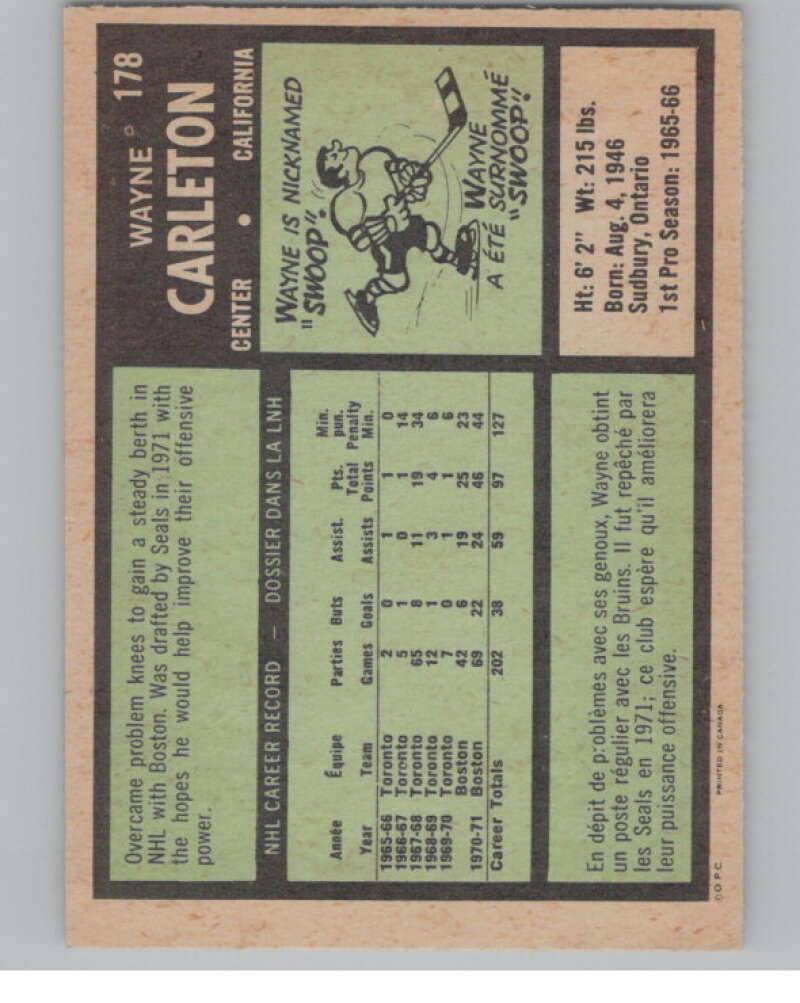 WAYNE 178
CARLETON
CENTER • CALIFORNIA
WAYNE IS NICKNAMED
"SWOOP".
WAYNE
A ÉTÉ SURNOMMÉ
"SWOOP".
Ht: 6' 2" Wt: 215 lbs.
Born: Aug. 4, 1946
Sudbury, Ontario
1st Pro Season: 1965-66
Overcame problem knees to gain a steady berth in
NHL with Boston. Was drafted by Seals in 1971 with
the hopes he would help improve their offensive
power.
NHL CAREER RECORD — DOSSIER DANS LA LNH
Min.
Pts. pun.
Année Équipe Parties Buts Assist. Total Penalty
Year Team Games Goals Assists Points Min.
1965-66 Toronto 2 0 1 1 0
1966-67 Toronto 5 1 0 1 14
1967-68 Toronto 65 8 11 19 34
1968-69 Toronto 12 1 3 4 6
1969-70 Toronto 7 0 1 1 6
Boston 42 6 19 25 23
1970-71 Boston 69 22 24 46 44
Career Totals 202 38 59 97 127
En dépit de problèmes avec ses genoux, Wayne obtint
un poste régulier avec les Bruins. Il fut repêché par
les Seals en 1971; ce club espère qu'il améliorera
leur puissance offensive.
© O.P.C. PRINTED IN CANADA